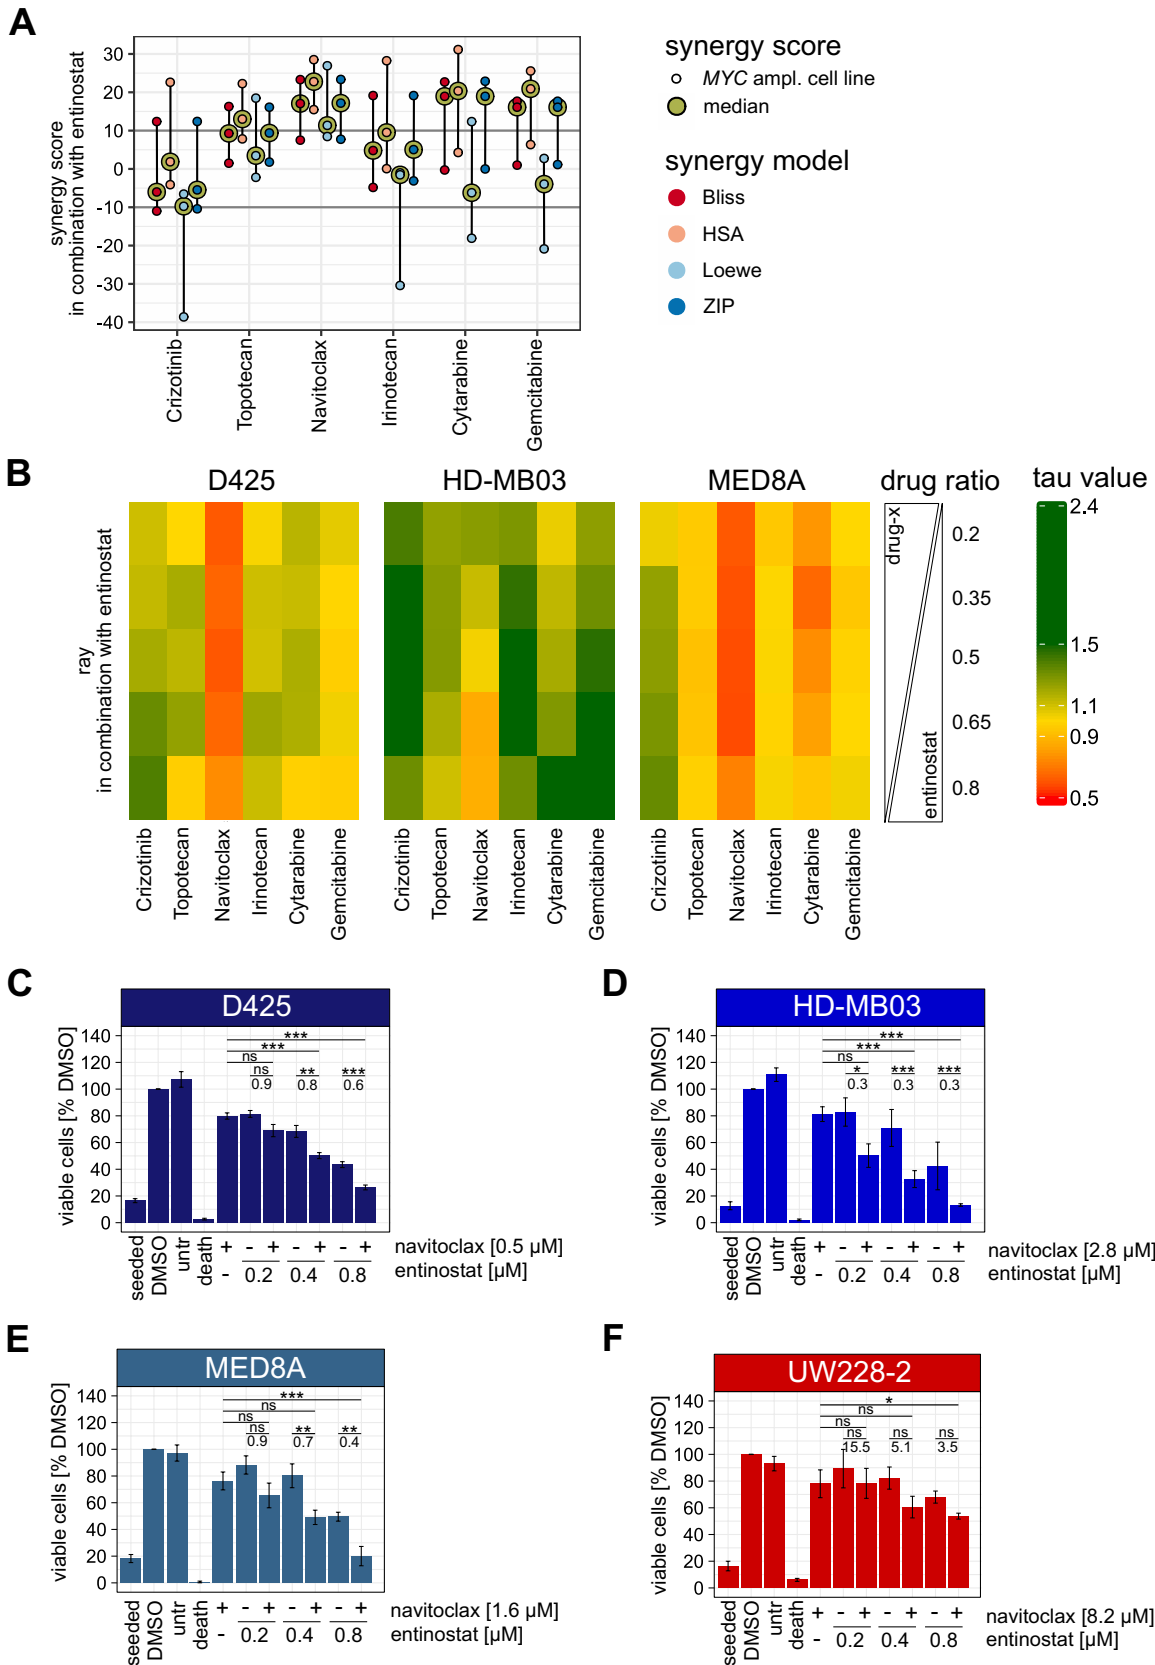 A
30
20
10
0
-10
-20
-30
-40
synergy score
in combination with entinostat
Crizotinib
Topotecan
Navitoclax
Irinotecan
Cytarabine
Gemcitabine
synergy score
MYC ampl. cell line
median
synergy model
Bliss
HSA
Loewe
ZIP
B
D425
HD-MB03
MED8A
drug ratio
tau value
ray
in combination with entinostat
drug-x
entinostat
0.2
0.35
0.5
0.65
0.8
2.4
1.5
1.1
0.9
0.5
Crizotinib
Topotecan
Navitoclax
Irinotecan
Cytarabine
Gemcitabine
Crizotinib
Topotecan
Navitoclax
Irinotecan
Cytarabine
Gemcitabine
Crizotinib
Topotecan
Navitoclax
Irinotecan
Cytarabine
Gemcitabine
C
D425
viable cells [% DMSO]
140
120
100
80
60
40
20
0
***
***
ns
ns ** ***
0.9 0.8 0.6
seeded
DMSO
untr
death
+ - + - + - + navitoclax [0.5 µM]
- 0.2 0.4 0.8 entinostat [µM]
D
HD-MB03
viable cells [% DMSO]
140
120
100
80
60
40
20
0
***
***
ns
* *** ***
0.3 0.3 0.3
seeded
DMSO
untr
death
+ - + - + - + navitoclax [2.8 µM]
- 0.2 0.4 0.8 entinostat [µM]
E
MED8A
viable cells [% DMSO]
140
120
100
80
60
40
20
0
***
ns
ns
ns ** **
0.9 0.7 0.4
seeded
DMSO
untr
death
+ - + - + - + navitoclax [1.6 µM]
- 0.2 0.4 0.8 entinostat [µM]
F
UW228-2
viable cells [% DMSO]
140
120
100
80
60
40
20
0
*
ns
ns
ns ns ns
15.5 5.1 3.5
seeded
DMSO
untr
death
+ - + - + - + navitoclax [8.2 µM]
- 0.2 0.4 0.8 entinostat [µM]